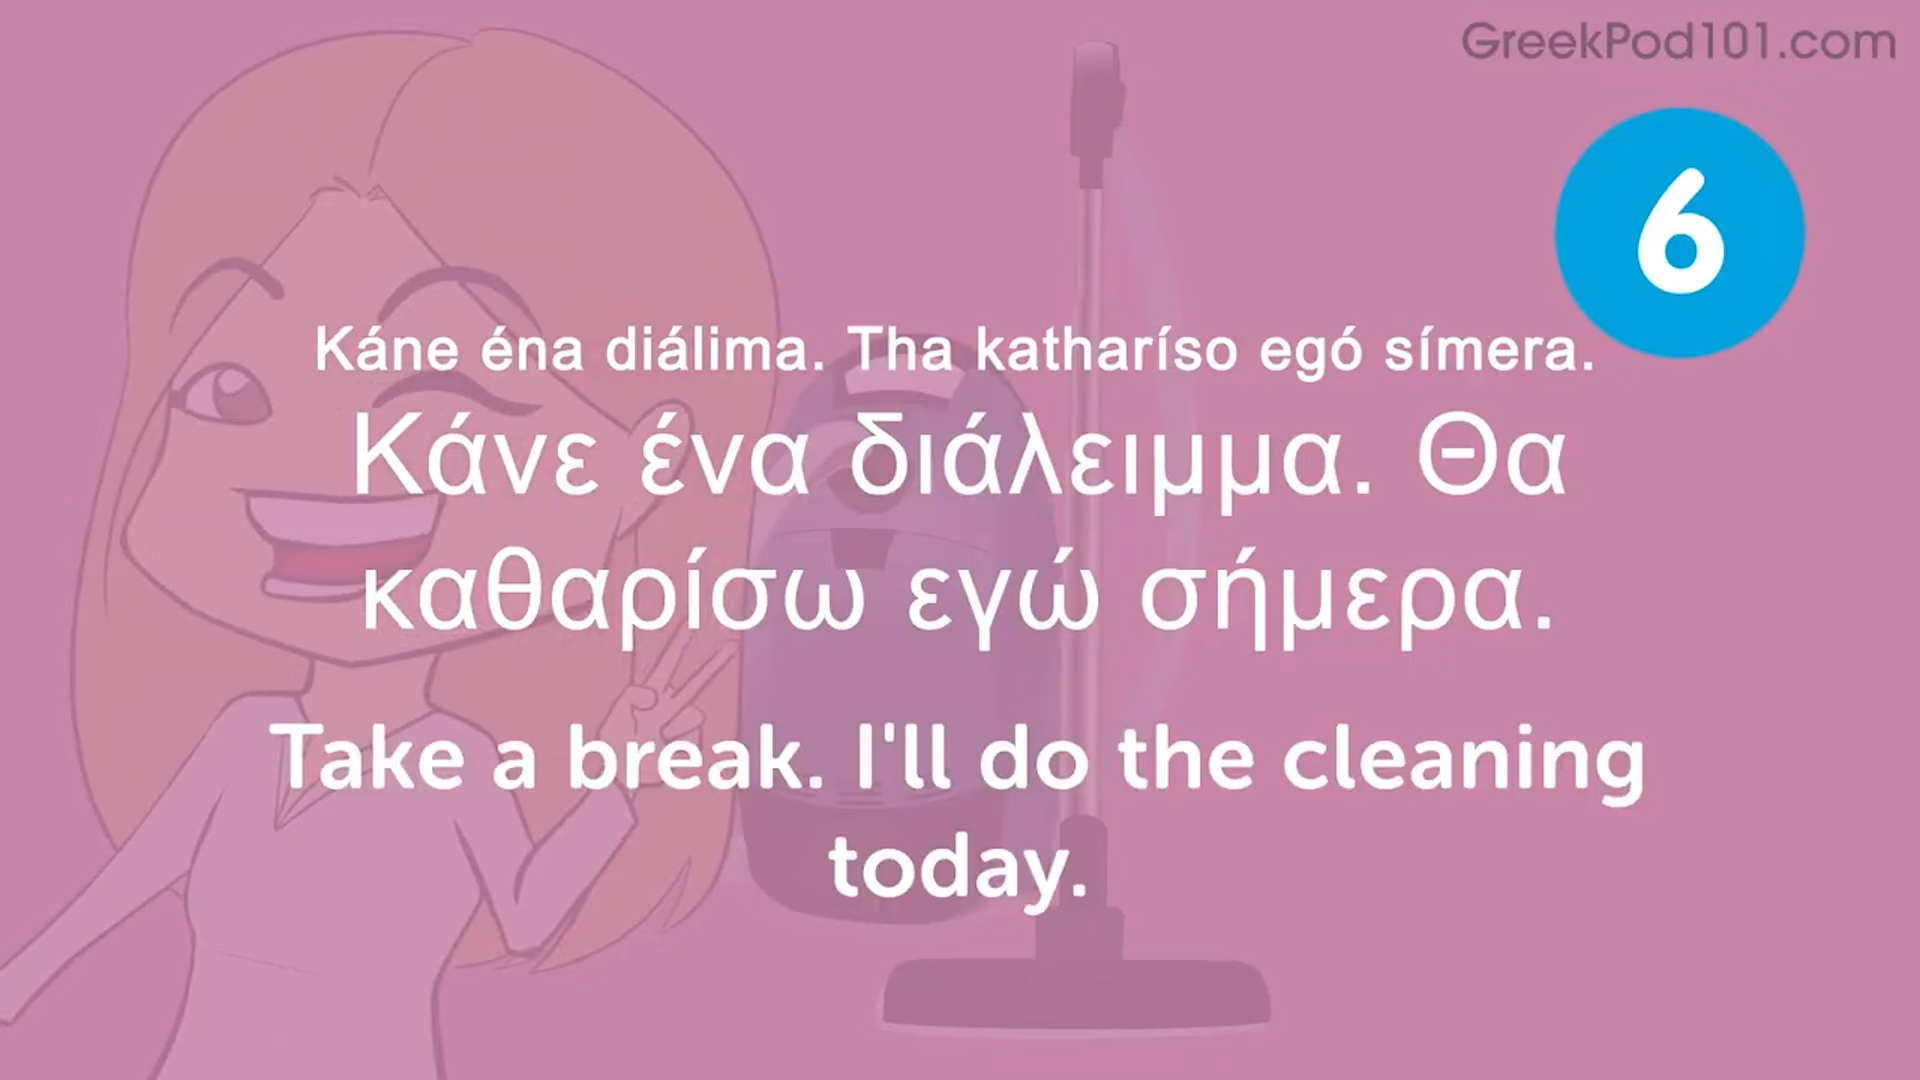 GreekPod101.com
6
Káne éna diálima. Tha katharíso egó símera.
Κάνε ένα διάλειμμα. Θα
καθαρίσω εγώ σήμερα.
Take a break. I'll do the cleaning
today.